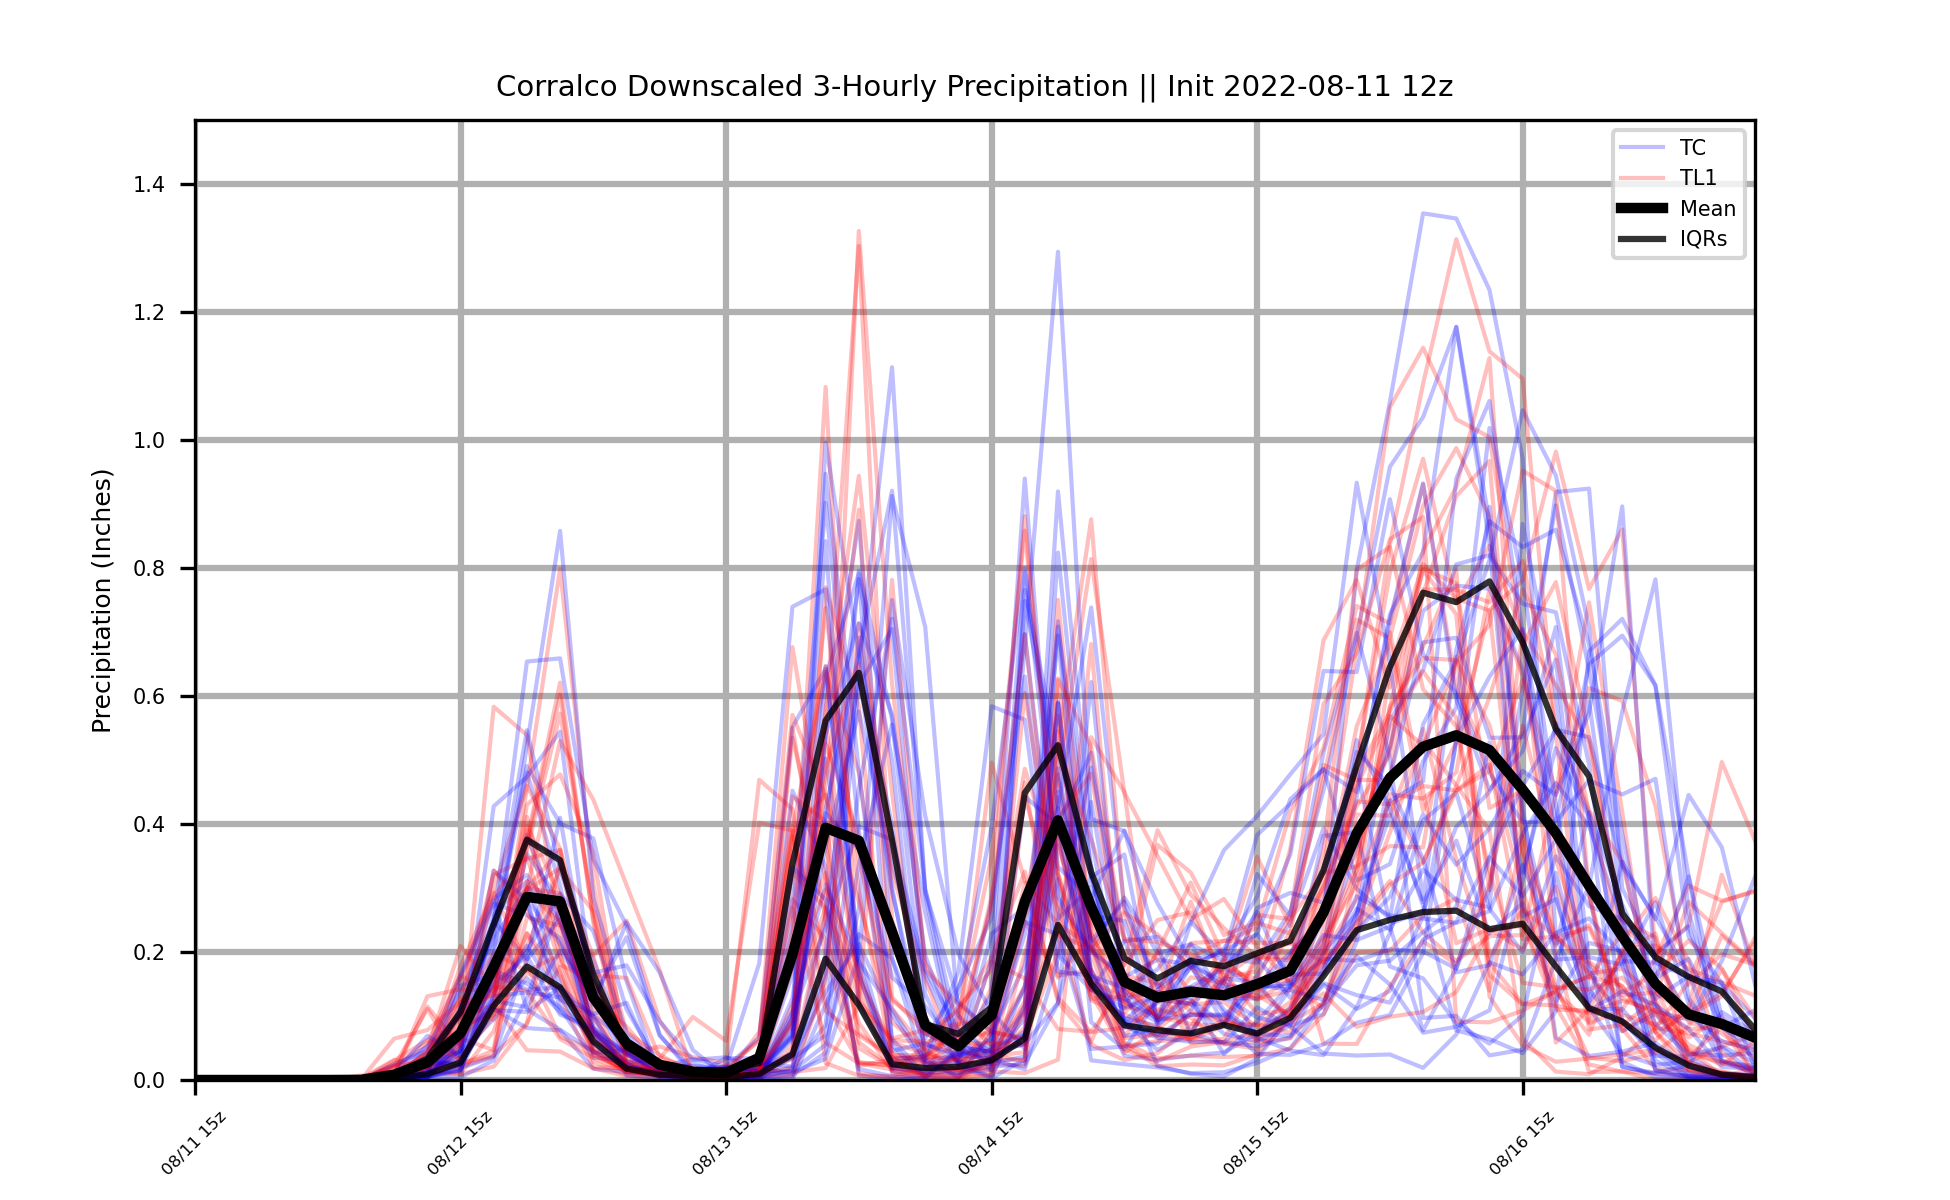 Corralco Downscaled 3-Hourly Precipitation || Init 2022-08-11 12z
TC
TL1
Mean
IQRs
Precipitation (Inches)
1.4
1.2
1.0
0.8
0.6
0.4
0.2
0.0
08/11 15z
08/12 15z
08/13 15z
08/14 15z
08/15 15z
08/16 15z